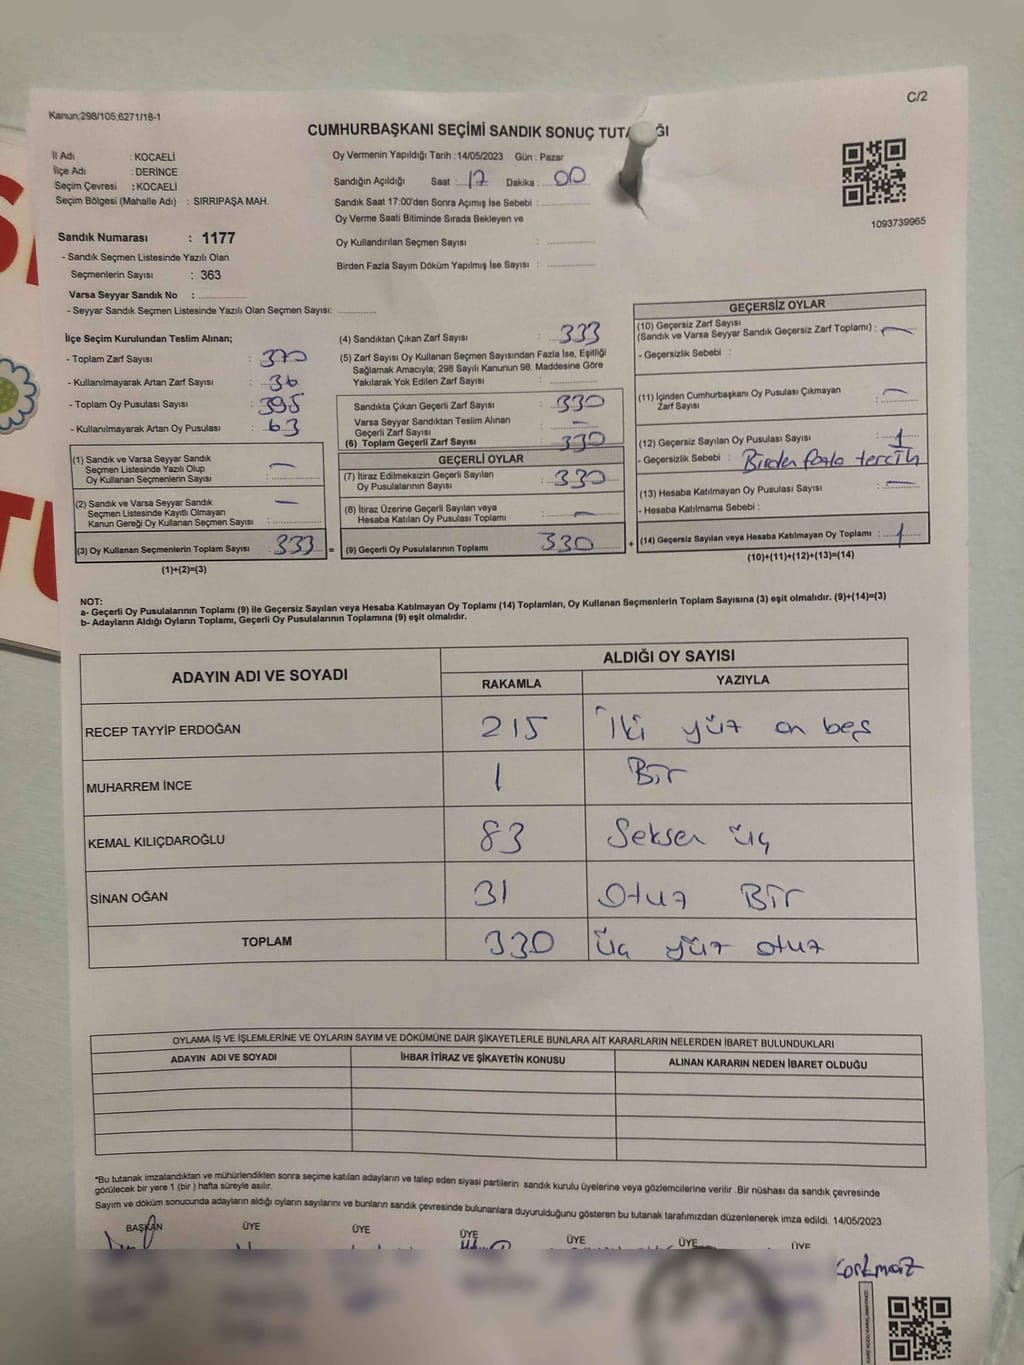 C/2
Kanun;298/105;6271/18-1
CUMHURBAŞKANI SEÇİMİ SANDIK SONUÇ
İl Adı : KOCAELİ
İlçe Adı : DERİNCE
Seçim Çevresi : KOCAELİ
Seçim Bölgesi (Mahalle Adı) : SIRRIPAŞA MAH.
Oy Vermenin Yapıldığı Tarih :14/05/2023 Gün : Pazar
Sandığın Açıldığı Saat : 17 Dakika : 00
Sandık Saat 17:00'den Sonra Açımış İse Sebebi :
Oy Verme Saati Bitiminde Sırada Bekleyen ve
Oy Kullandırılan Seçmen Sayısı :
Birden Fazla Sayım Döküm Yapılmış İse Sayısı :
1093739965
Sandık Numarası : 1177
- Sandık Seçmen Listesinde Yazılı Olan
Seçmenlerin Sayısı : 363
Varsa Seyyar Sandık No :
- Seyyar Sandık Seçmen Listesinde Yazılı Olan Seçmen Sayısı:
İlçe Seçim Kurulundan Teslim Alınan;
- Toplam Zarf Sayısı : 370
- Kullanılmayarak Artan Zarf Sayısı : 36
- Toplam Oy Pusulası Sayısı : 395
- Kullanılmayarak Artan Oy Pusulası : 63
(1) Sandık ve Varsa Seyyar Sandık
Seçmen Listesinde Yazılı Olup
Oy Kullanan Seçmenlerin Sayısı : —
(2) Sandık ve Varsa Seyyar Sandık
Seçmen Listesinde Kayıtlı Olmayan
Kanun Gereği Oy Kullanan Seçmen Sayısı : —
(3) Oy Kullanan Seçmenlerin Toplam Sayısı : 333 =
(1)+(2)=(3)
(4) Sandıktan Çıkan Zarf Sayısı : 333
(5) Zarf Sayısı Oy Kullanan Seçmen Sayısından Fazla İse, Eşitliği
Sağlamak Amacıyla; 298 Sayılı Kanunun 98. Maddesine Göre
Yakılarak Yok Edilen Zarf Sayısı :
Sandıkta Çıkan Geçerli Zarf Sayısı : 330
Varsa Seyyar Sandıktan Teslim Alınan
Geçerli Zarf Sayısı : —
(6) Toplam Geçerli Zarf Sayısı : 330
GEÇERLİ OYLAR
(7) İtiraz Edilmeksizin Geçerli Sayılan
Oy Pusulalarının Sayısı : 330
(8) İtiraz Üzerine Geçerli Sayılan veya
Hesaba Katılan Oy Pusulası Toplamı : —
(9) Geçerli Oy Pusulalarının Toplamı 330 +
GEÇERSİZ OYLAR
(10) Geçersiz Zarf Sayısı
(Sandık ve Varsa Seyyar Sandık Geçersiz Zarf Toplamı) : —
- Geçersizlik Sebebi :
(11) İçinden Cumhurbaşkanı Oy Pusulası Çıkmayan
Zarf Sayısı : —
(12) Geçersiz Sayılan Oy Pusulası Sayısı : 1
- Geçersizlik Sebebi : Birden fazla tercih
(13) Hesaba Katılmayan Oy Pusulası Sayısı : —
- Hesaba Katılmama Sebebi :
(14) Geçersiz Sayılan veya Hesaba Katılmayan Oy Toplamı : 1
(10)+(11)+(12)+(13)=(14)
NOT:
a- Geçerli Oy Pusulalarının Toplamı (9) ile Geçersiz Sayılan veya Hesaba Katılmayan Oy Toplamı (14) Toplamları, Oy Kullanan Seçmenlerin Toplam Sayısına (3) eşit olmalıdır. (9)+(14)=(3)
b- Adayların Aldığı Oyların Toplamı, Geçerli Oy Pusulalarının Toplamına (9) eşit olmalıdır.
ADAYIN ADI VE SOYADI ALDIĞI OY SAYISI
RAKAMLA YAZIYLA
RECEP TAYYİP ERDOĞAN 215 İki yüz on beş
MUHARREM İNCE 1 Bir
KEMAL KILIÇDAROĞLU 83 Seksen üç
SİNAN OĞAN 31 Otuz Bir
TOPLAM 330 üç yüz otuz
OYLAMA İŞ VE İŞLEMLERİNE VE OYLARIN SAYIM VE DÖKÜMÜNE DAİR ŞİKAYETLERLE BUNLARA AİT KARARLARIN NELERDEN İBARET BULUNDUKLARI
ADAYIN ADI VE SOYADI İHBAR İTİRAZ VE ŞİKAYETİN KONUSU ALINAN KARARIN NEDEN İBARET OLDUĞU
*Bu tutanak imzalandıktan ve mühürlendikten sonra seçime katılan adayların ve talep eden siyasi partilerin sandık kurulu üyelerine veya gözlemcilerine verilir .Bir nüshası da sandık çevresinde
görülecek bir yere 1 (bir ) hafta süreyle asılır.
Sayım ve döküm sonucunda adayların aldığı oyların sayılarını ve bunların sandık çevresinde bulunanlara duyurulduğunu gösteren bu tutanak tarafımızdan düzenlenerek imza edildi. 14/05/2023
BAŞKAN ÜYE ÜYE ÜYE ÜYE ÜYE ÜYE